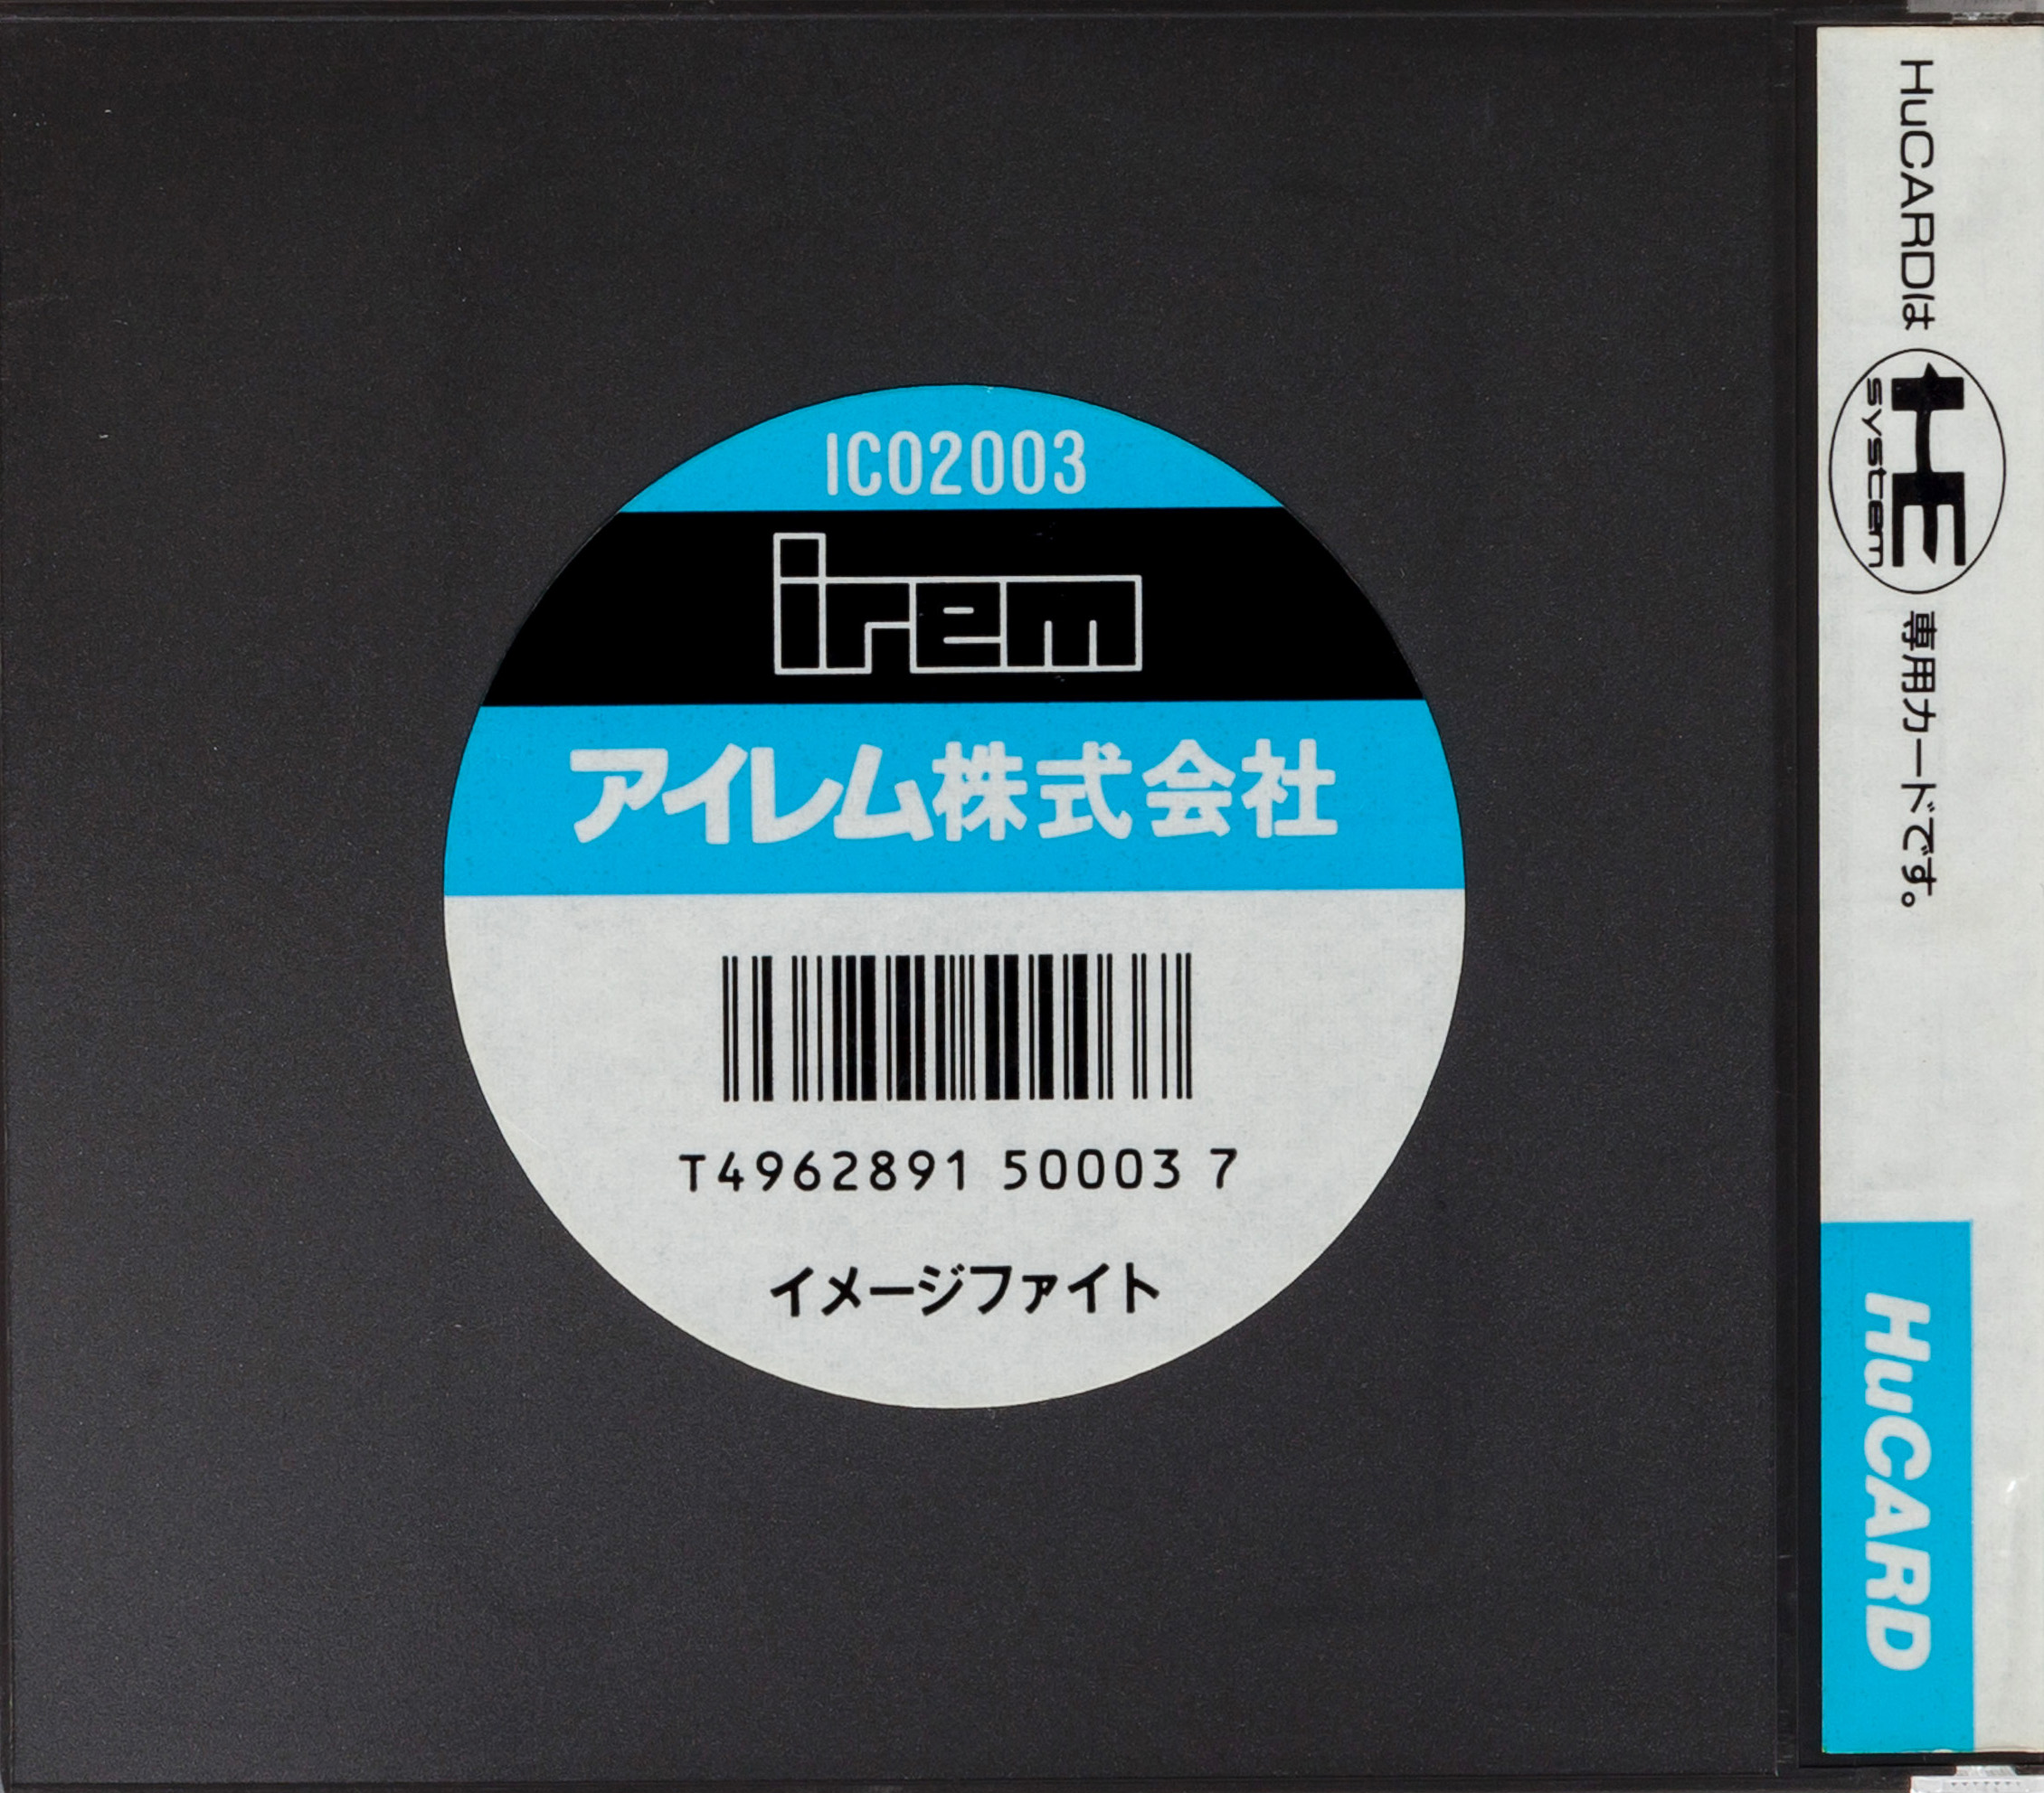 IC02003
irem
アイレム株式会社
T4962891 50003 7
イメージファイト
HuCARDは HE system 専用カードです。
HuCARD